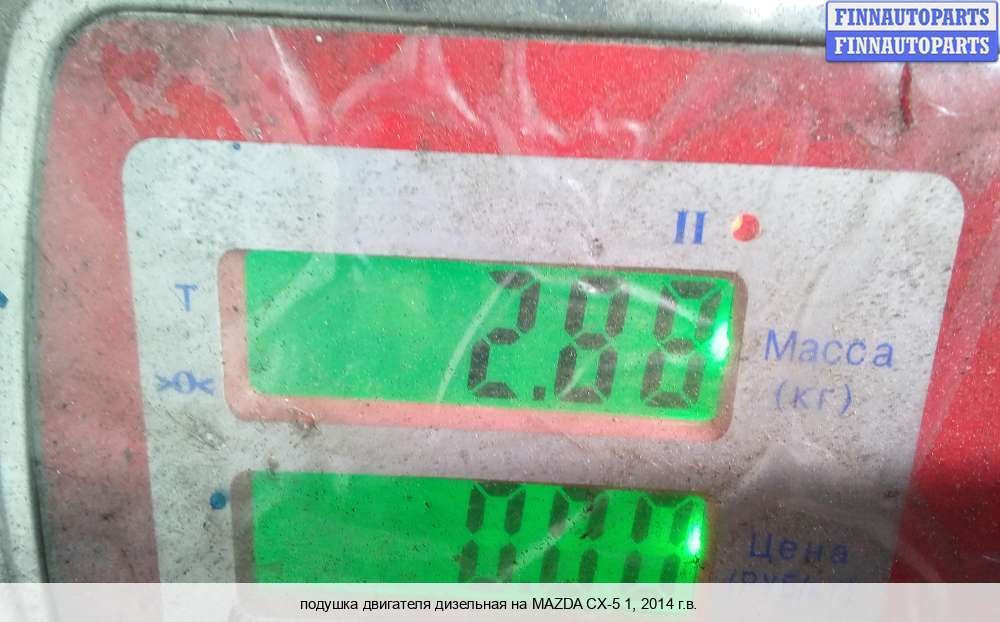 FINNAUTOPARTS
FINNAUTOPARTS
II
T
2.88
>0<
Масса
(кг)
Цена
подушка двигателя дизельная на MAZDA CX-5 1, 2014 г.в.